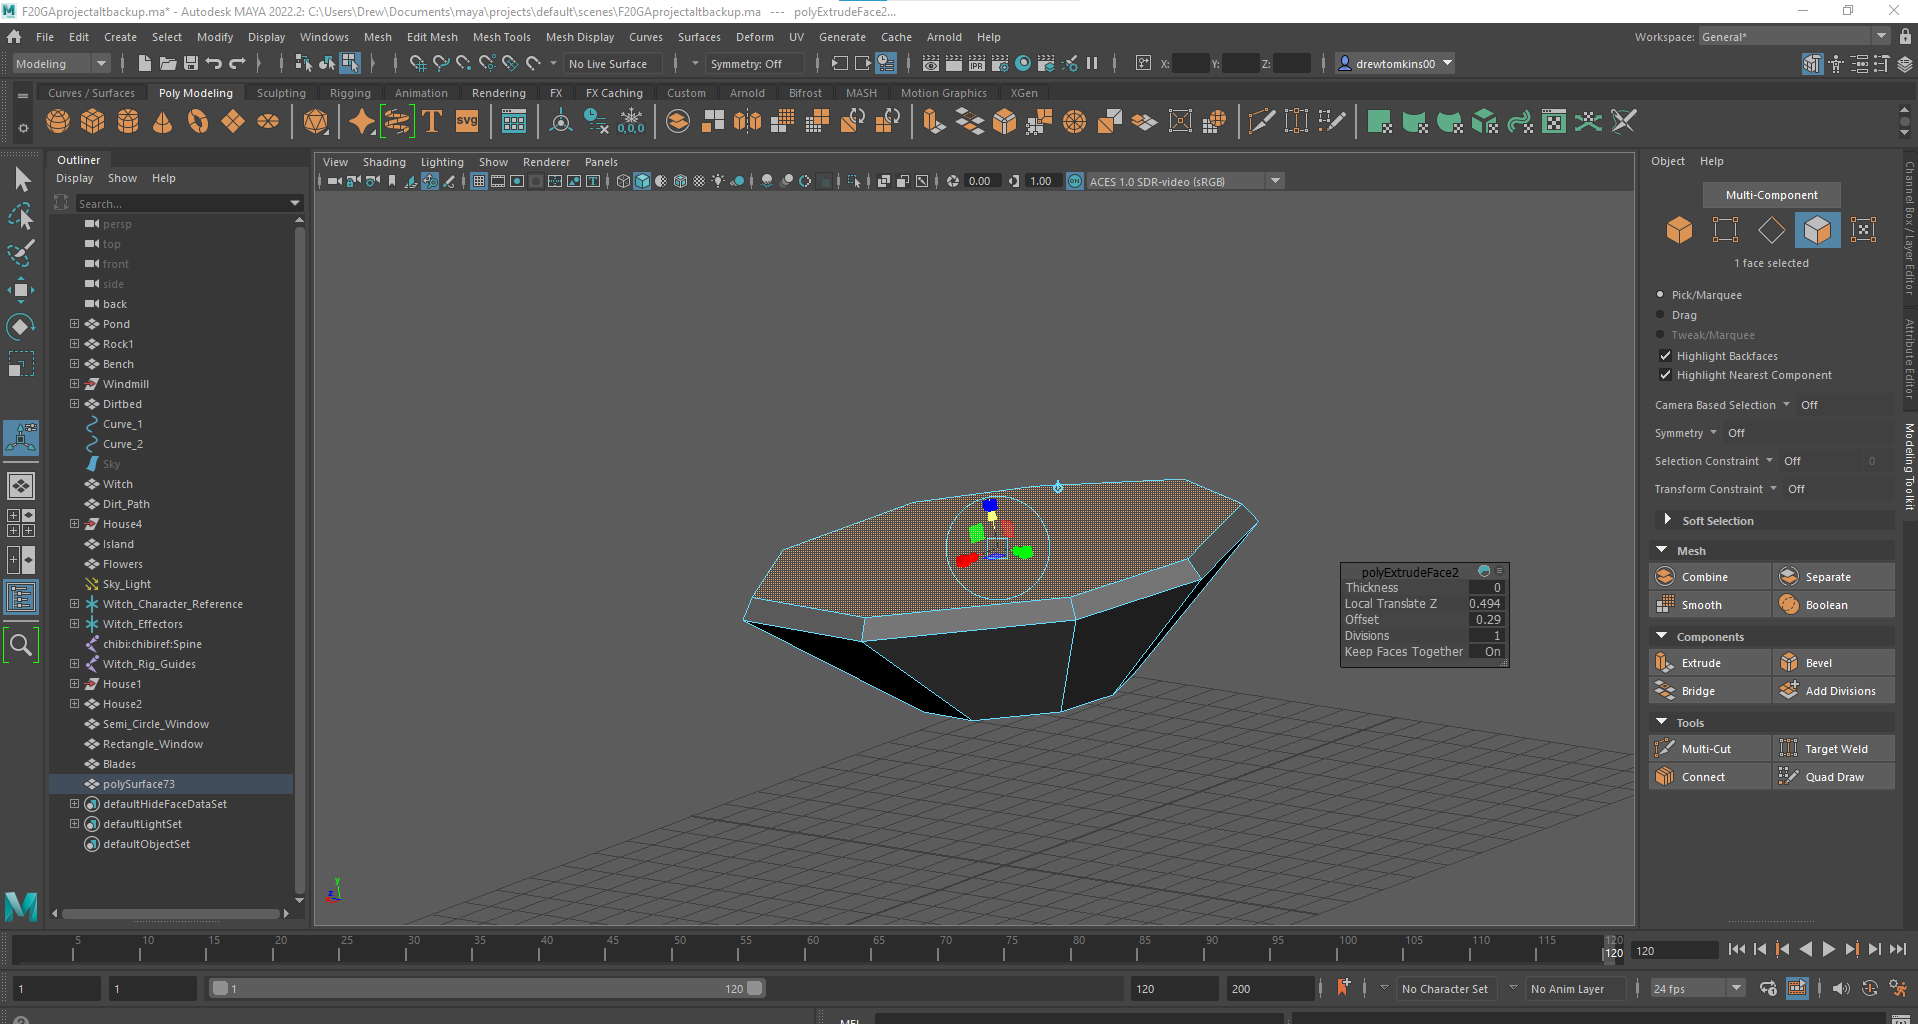 F20GAprojectaltbackup.ma* - Autodesk MAYA 2022.2: C:\Users\Drew\Documents\maya\projects\default\scenes\F20GAprojectaltbackup.ma --- polyExtrudeFace2...
File Edit Create Select Modify Display Windows Mesh Edit Mesh Mesh Tools Mesh Display Curves Surfaces Deform UV Generate Cache Arnold Help
Workspace: General*
Modeling
No Live Surface
Symmetry: Off
IPR
X: Y: Z:
drewtomkins00
Curves / Surfaces Poly Modeling Sculpting Rigging Animation Rendering FX FX Caching Custom Arnold Bifrost MASH Motion Graphics XGen
T svg 0,0,0
Outliner
Display Show Help
Search...
persp
top
front
side
back
Pond
Rock1
Bench
Windmill
Dirtbed
Curve_1
Curve_2
Sky
Witch
Dirt_Path
House4
Island
Flowers
Sky_Light
Witch_Character_Reference
Witch_Effectors
chibi:chibiref:Spine
Witch_Rig_Guides
House1
House2
Semi_Circle_Window
Rectangle_Window
Blades
polySurface73
defaultHideFaceDataSet
defaultLightSet
defaultObjectSet
View Shading Lighting Show Renderer Panels
0.00 1.00 ON ACES 1.0 SDR-video (sRGB)
polyExtrudeFace2
Thickness 0
Local Translate Z 0.494
Offset 0.29
Divisions 1
Keep Faces Together On
y
z
Object Help
Multi-Component
1 face selected
Pick/Marquee
Drag
Tweak/Marquee
Highlight Backfaces
Highlight Nearest Component
Camera Based Selection Off
Symmetry Off
Selection Constraint Off 0
Transform Constraint Off
Soft Selection
Mesh
Combine Separate
Smooth Boolean
Components
Extrude Bevel
Bridge Add Divisions
Tools
Multi-Cut Target Weld
Connect Quad Draw
Channel Box / Layer Editor
Attribute Editor
Modeling Toolkit
5 10 15 20 25 30 35 40 45 50 55 60 65 70 75 80 85 90 95 100 105 110 115 120
120
120
1 1 1 120 120 200 No Character Set No Anim Layer 24 fps
MEL